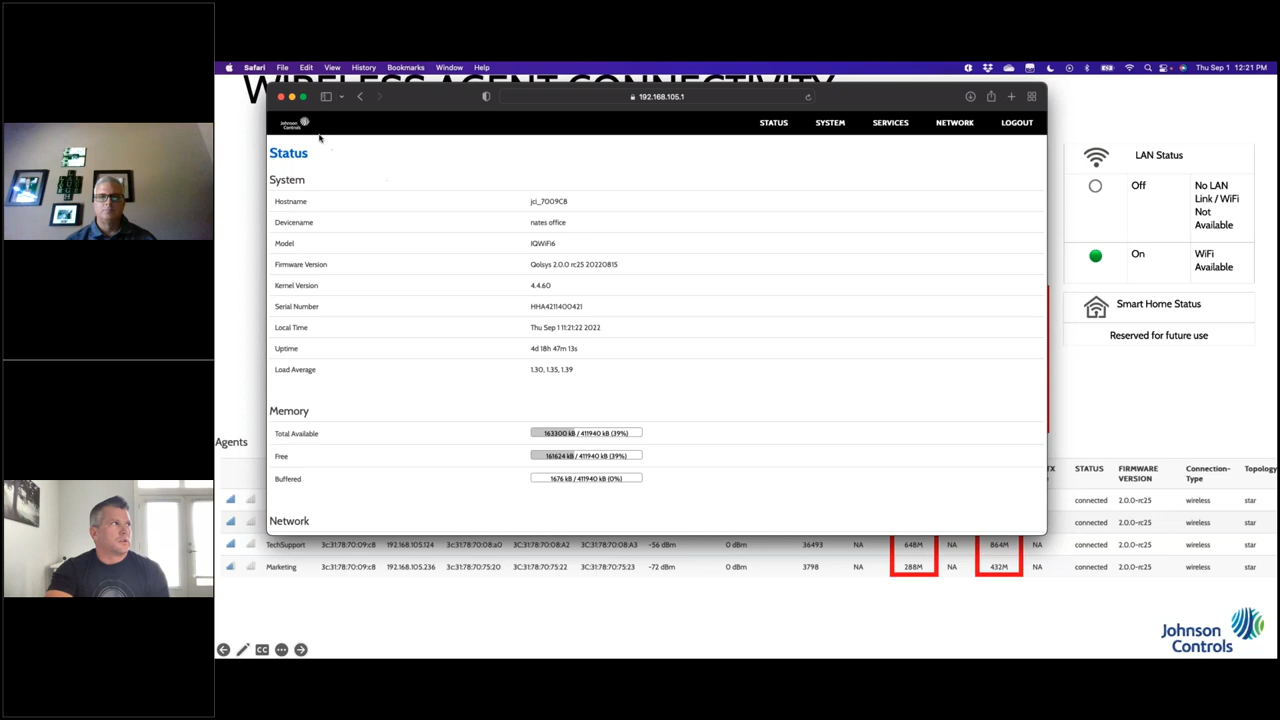 Safari File Edit View History Bookmarks Window Help
Thu Sep 1 12:21 PM
WIRELESS AGENT CONNECTIVITY
192.168.105.1
Johnson Controls
STATUS SYSTEM SERVICES NETWORK LOGOUT
Status
System
Hostname jci_7009C8
Devicename nates office
Model IQWiFi6
Firmware Version Qolsys 2.0.0 rc25 20220815
Kernel Version 4.4.60
Serial Number HHA4211400421
Local Time Thu Sep 1 11:21:22 2022
Uptime 4d 18h 47m 13s
Load Average 1.30, 1.35, 1.39
Memory
Total Available 163300 kB / 411940 kB (39%)
Free 161624 kB / 411940 kB (39%)
Buffered 1676 kB / 411940 kB (0%)
Network
LAN Status
Off No LAN
Link / WiFi
Not
Available
On WiFi
Available
Smart Home Status
Reserved for future use
Agents
TX STATUS FIRMWARE VERSION Connection-Type Topology
connected 2.0.0-rc25 wireless star
connected 2.0.0-rc25 wireless star
TechSupport 3c:31:78:70:09:c8 192.168.105.124 3c:31:78:70:08:a0 3C:31:78:70:08:A2 3C:31:78:70:08:A3 -56 dBm 0 dBm 36493 NA 648M NA 864M NA connected 2.0.0-rc25 wireless star
Marketing 3c:31:78:70:09:c8 192.168.105.236 3c:31:78:70:75:20 3C:31:78:70:75:22 3C:31:78:70:75:23 -72 dBm 0 dBm 3798 NA 288M NA 432M NA connected 2.0.0-rc25 wireless star
CC
Johnson
Controls